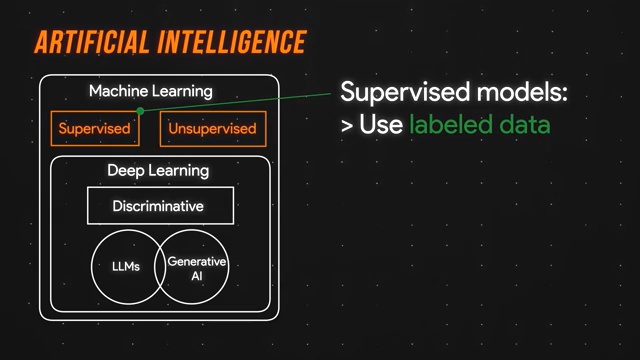 ARTIFICIAL INTELLIGENCE
Machine Learning
Supervised
Unsupervised
Deep Learning
Discriminative
LLMs
Generative
AI
Supervised models:
> Use labeled data